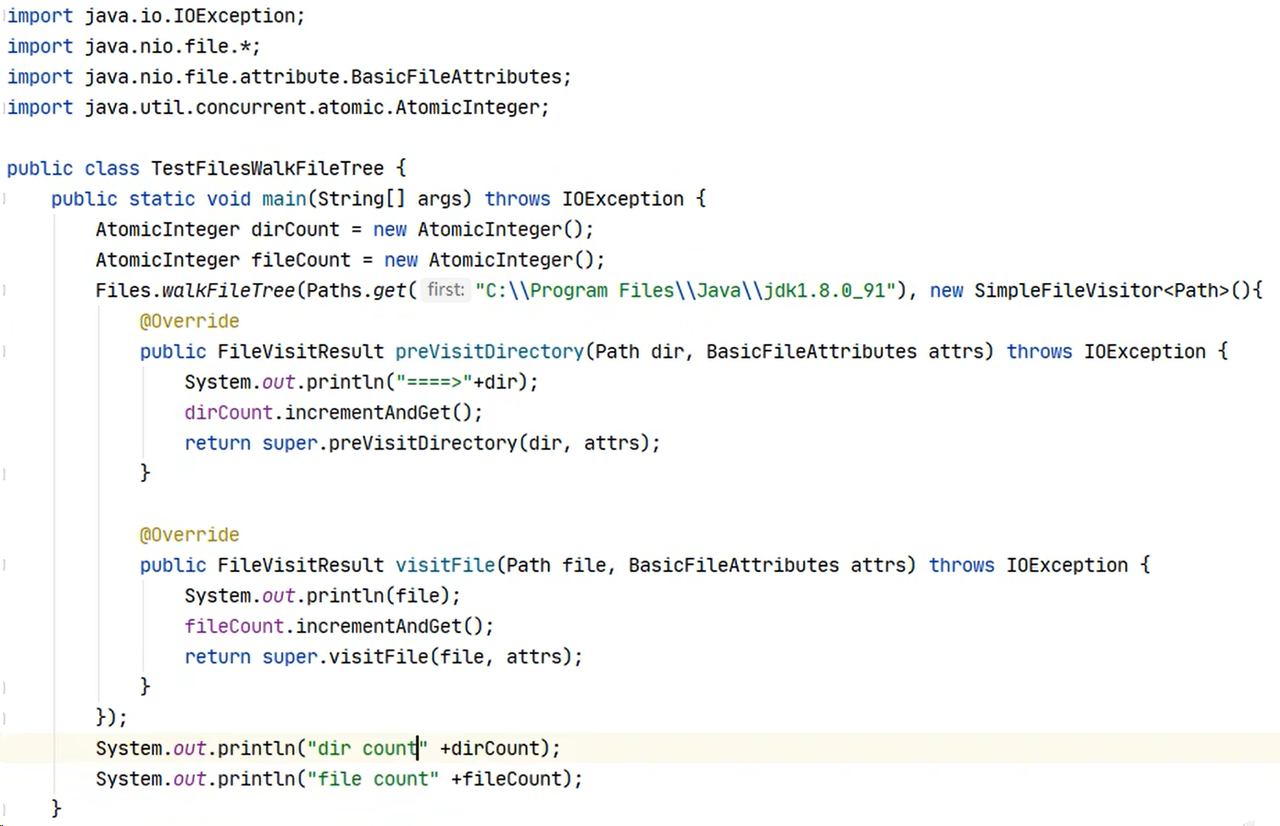 import java.io.IOException;
import java.nio.file.*;
import java.nio.file.attribute.BasicFileAttributes;
import java.util.concurrent.atomic.AtomicInteger;

public class TestFilesWalkFileTree {
    public static void main(String[] args) throws IOException {
        AtomicInteger dirCount = new AtomicInteger();
        AtomicInteger fileCount = new AtomicInteger();
        Files.walkFileTree(Paths.get( first: "C:\\Program Files\\Java\\jdk1.8.0_91"), new SimpleFileVisitor<Path>(){
            @Override
            public FileVisitResult preVisitDirectory(Path dir, BasicFileAttributes attrs) throws IOException {
                System.out.println("====>"+dir);
                dirCount.incrementAndGet();
                return super.preVisitDirectory(dir, attrs);
            }

            @Override
            public FileVisitResult visitFile(Path file, BasicFileAttributes attrs) throws IOException {
                System.out.println(file);
                fileCount.incrementAndGet();
                return super.visitFile(file, attrs);
            }
        });
        System.out.println("dir count" +dirCount);
        System.out.println("file count" +fileCount);
    }